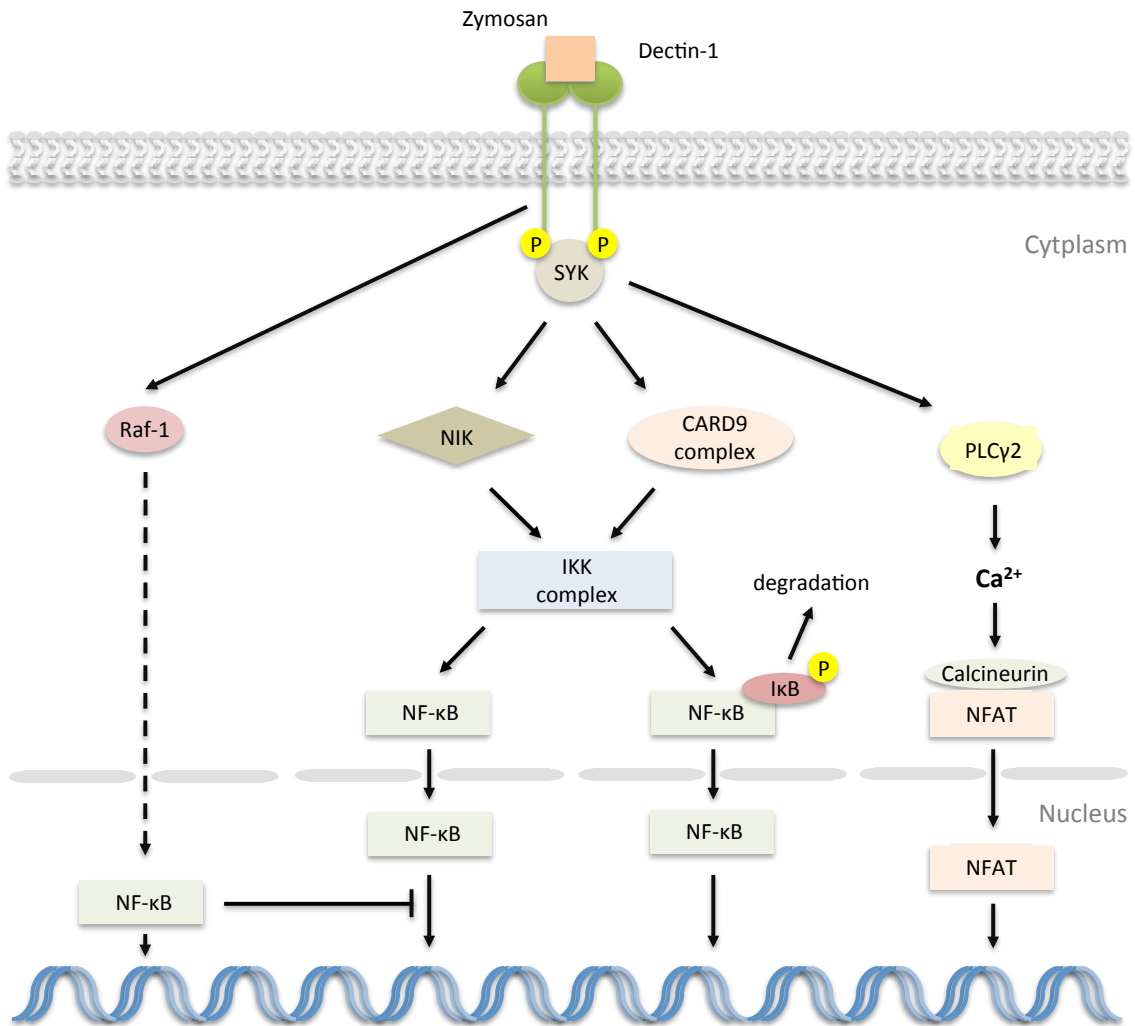 Zymosan
Dectin-1
P
P
SYK
Cytplasm
Raf-1
NIK
CARD9
complex
PLCγ2
IKK
complex
degradation
Ca²⁺
P
IκB
Calcineurin
NF-κB
NF-κB
NFAT
Nucleus
NF-κB
NF-κB
NFAT
NF-κB